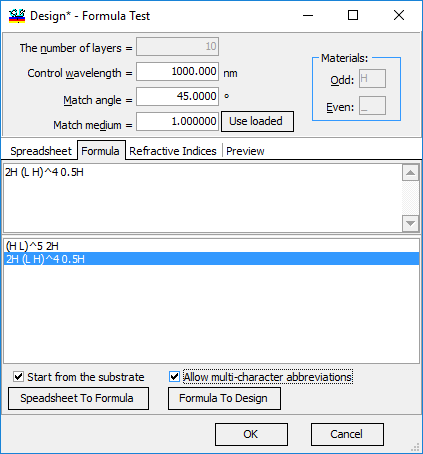 Design* - Formula Test
The number of layers = 10
Control wavelength = 1000.000 nm
Match angle = 45.0000 °
Match medium = 1.000000 Use loaded
Materials:
Odd: H
Even: _
Spreadsheet Formula Refractive Indices Preview
2H (L H)^4 0.5H
(H L)^5 2H
2H (L H)^4 0.5H
Start from the substrate Allow multi-character abbreviations
Speadsheet To Formula Formula To Design
OK Cancel